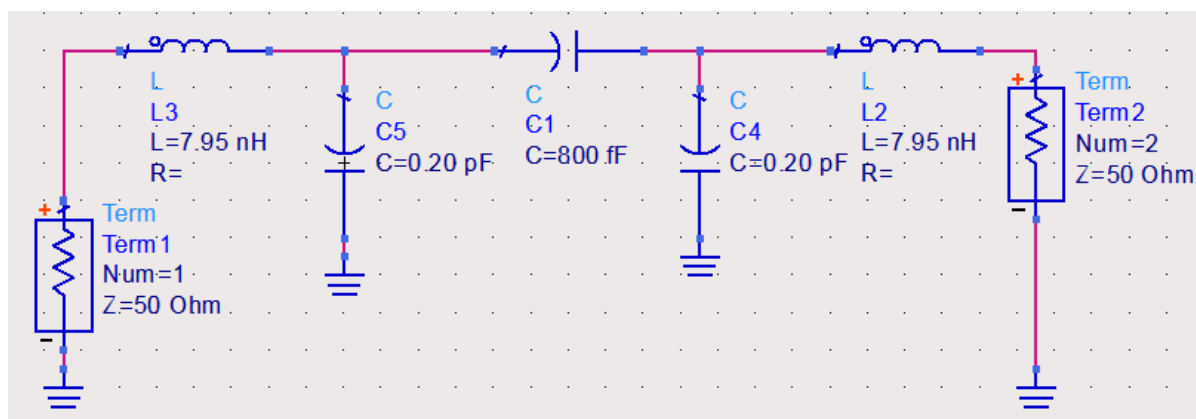 L
L3
L=7.95 nH
R=
C
C5
C=0.20 pF
C
C1
C=800 fF
C
C4
C=0.20 pF
L
L2
L=7.95 nH
R=
+
Term
Term2
Num=2
Z=50 Ohm
-
+
Term
Term1
Num=1
Z=50 Ohm
-